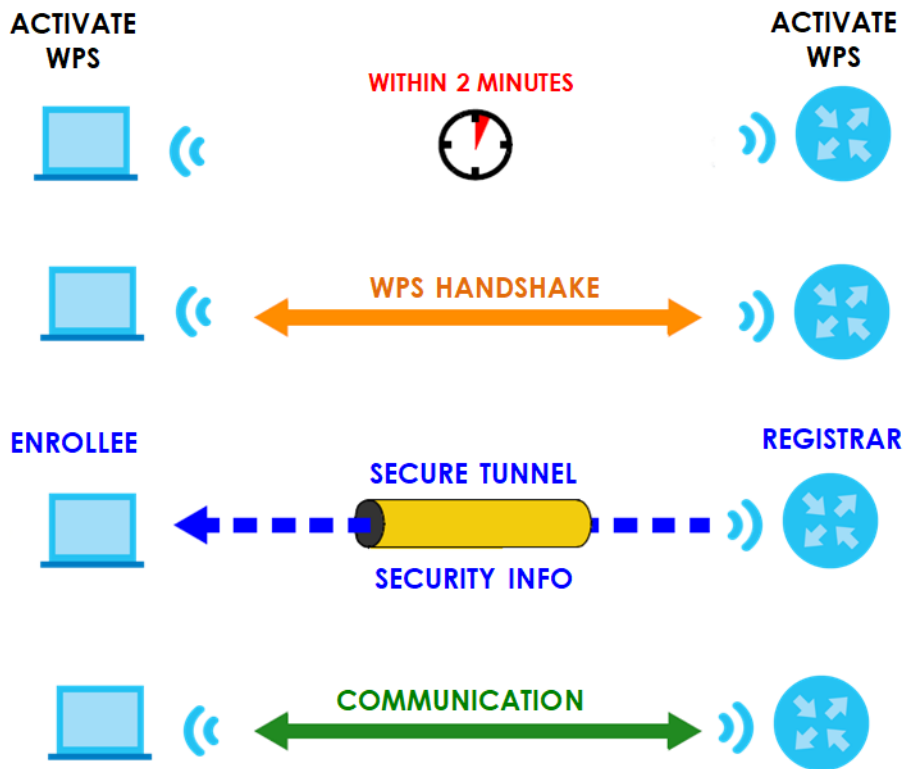 ACTIVATE
WPS
ACTIVATE
WPS
WITHIN 2 MINUTES
WPS HANDSHAKE
ENROLLEE
REGISTRAR
SECURE TUNNEL
SECURITY INFO
COMMUNICATION